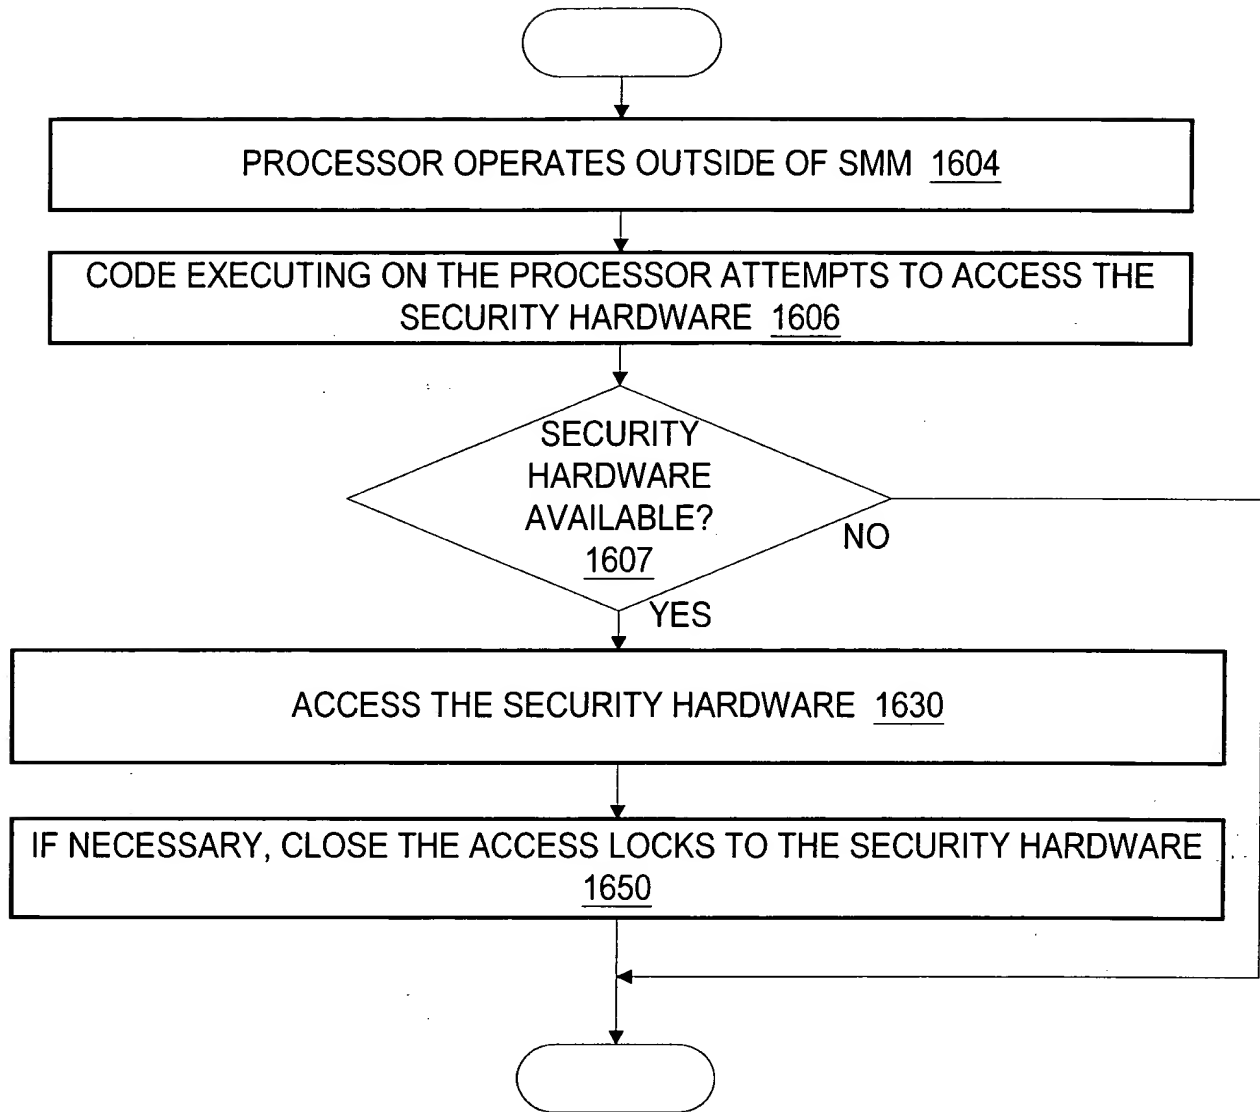 PROCESSOR OPERATES OUTSIDE OF SMM 1604
CODE EXECUTING ON THE PROCESSOR ATTEMPTS TO ACCESS THE
SECURITY HARDWARE 1606
SECURITY
HARDWARE
AVAILABLE?
1607
NO
YES
ACCESS THE SECURITY HARDWARE 1630
IF NECESSARY, CLOSE THE ACCESS LOCKS TO THE SECURITY HARDWARE
1650